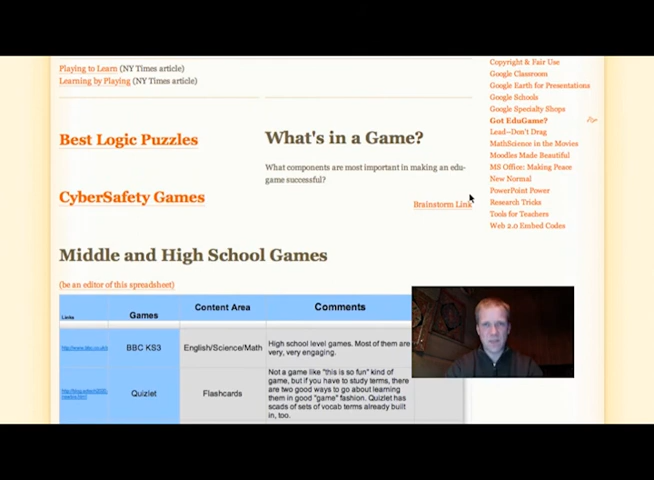 Playing to Learn (NY Times article)
Learning by Playing (NY Times article)
Best Logic Puzzles
CyberSafety Games
What's in a Game?
What components are most important in making an edu-
game successful?
Brainstorm Link
Copyright & Fair Use
Google Classroom
Google Earth for Presentations
Google Schools
Google Specialty Shops
Got EduGame?
Lead–Don't Drag
MathScience in the Movies
Moodles Made Beautiful
MS Office: Making Peace
New Normal
PowerPoint Power
Research Tricks
Tools for Teachers
Web 2.0 Embed Codes
Middle and High School Games
(be an editor of this spreadsheet)
Links
Games
Content Area
Comments
BBC KS3
English/Science/Math
High school level games. Most of them are
very, very engaging.
Quizlet
Flashcards
Not a game like "this is so fun" kind of
game, but if you have to study terms, there
are two good ways to go about learning
them in good "game" fashion. Quizlet has
scads of sets of vocab terms already built
in, too.